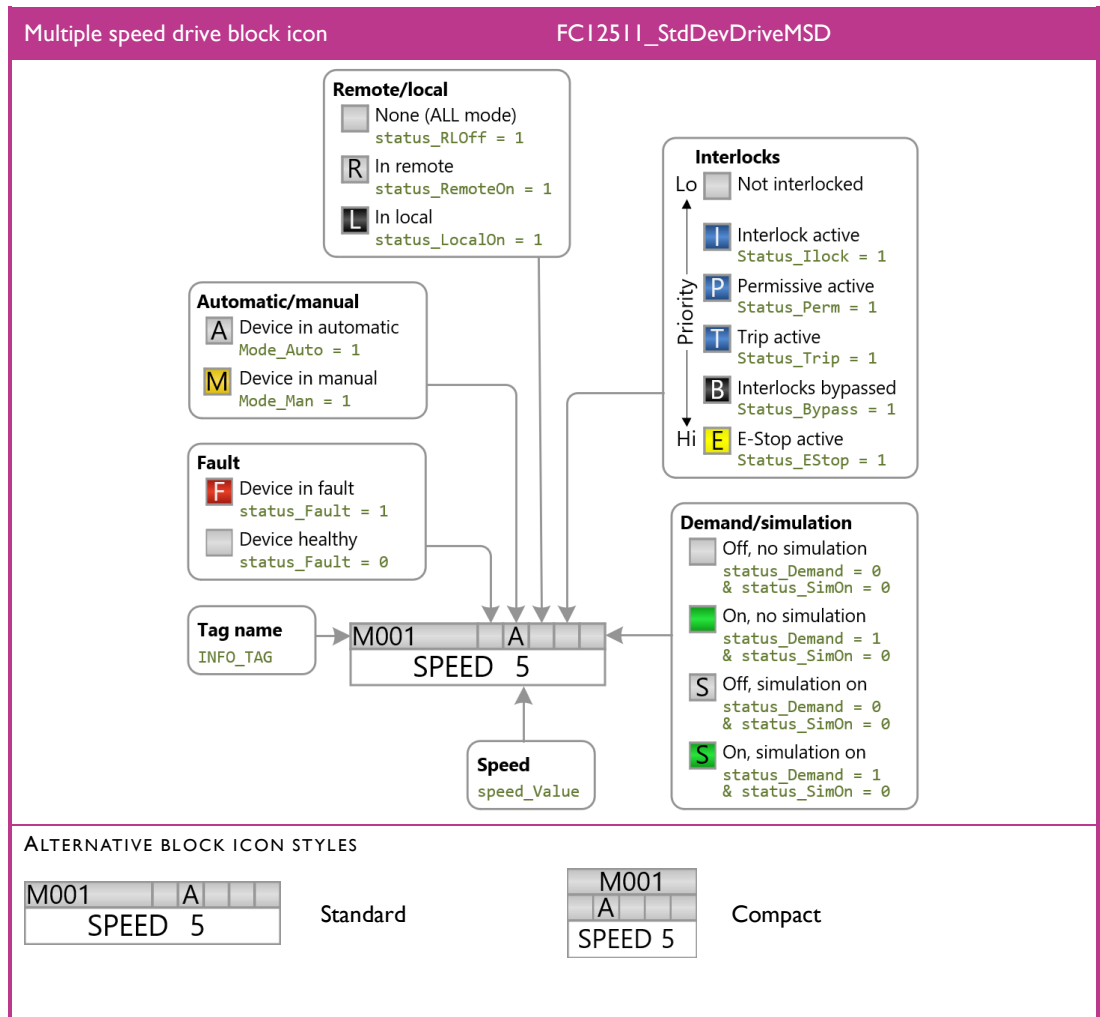 Multiple speed drive block icon FC12511_StdDevDriveMSD
Remote/local
None (ALL mode)
status_RLOff = 1
R In remote
status_RemoteOn = 1
L In local
status_LocalOn = 1
Interlocks
Lo Not interlocked
I Interlock active
Status_Ilock = 1
P Permissive active
Status_Perm = 1
Priority
T Trip active
Status_Trip = 1
B Interlocks bypassed
Status_Bypass = 1
Hi E E-Stop active
Status_EStop = 1
Automatic/manual
A Device in automatic
Mode_Auto = 1
M Device in manual
Mode_Man = 1
Fault
F Device in fault
status_Fault = 1
Device healthy
status_Fault = 0
Demand/simulation
Off, no simulation
status_Demand = 0
& status_SimOn = 0
On, no simulation
status_Demand = 1
& status_SimOn = 0
S Off, simulation on
status_Demand = 0
& status_SimOn = 0
S On, simulation on
status_Demand = 1
& status_SimOn = 0
Tag name
INFO_TAG
M001 A
SPEED 5
Speed
speed_Value
ALTERNATIVE BLOCK ICON STYLES
M001 A
SPEED 5
Standard
M001
A
SPEED 5
Compact